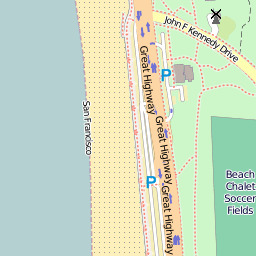 John F Kennedy Drive
Great Highway
P
San Francisco
Great Highway
P
Great Highway
Beach
Chalet
Soccer
Fields